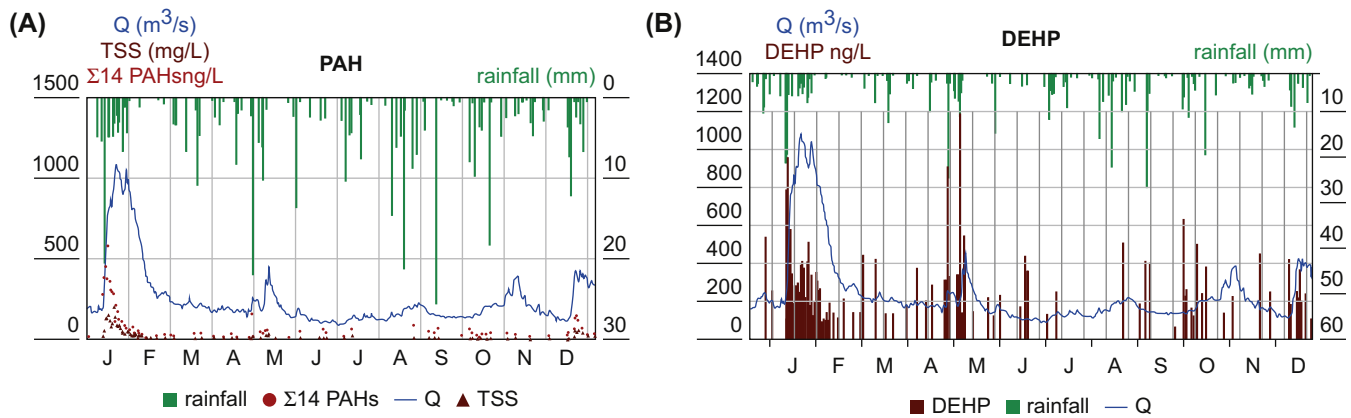 (A)
Q (m³/s)
TSS (mg/L)
Σ14 PAHsng/L
PAH
rainfall (mm)
1500
1000
500
0
0
10
20
30
J F M A M J J A S O N D
rainfall Σ14 PAHs Q TSS
(B)
Q (m³/s)
DEHP ng/L
DEHP
rainfall (mm)
1400
1200
1000
800
600
400
200
0
0
10
20
30
40
50
60
J F M A M J J A S O N D
DEHP rainfall Q